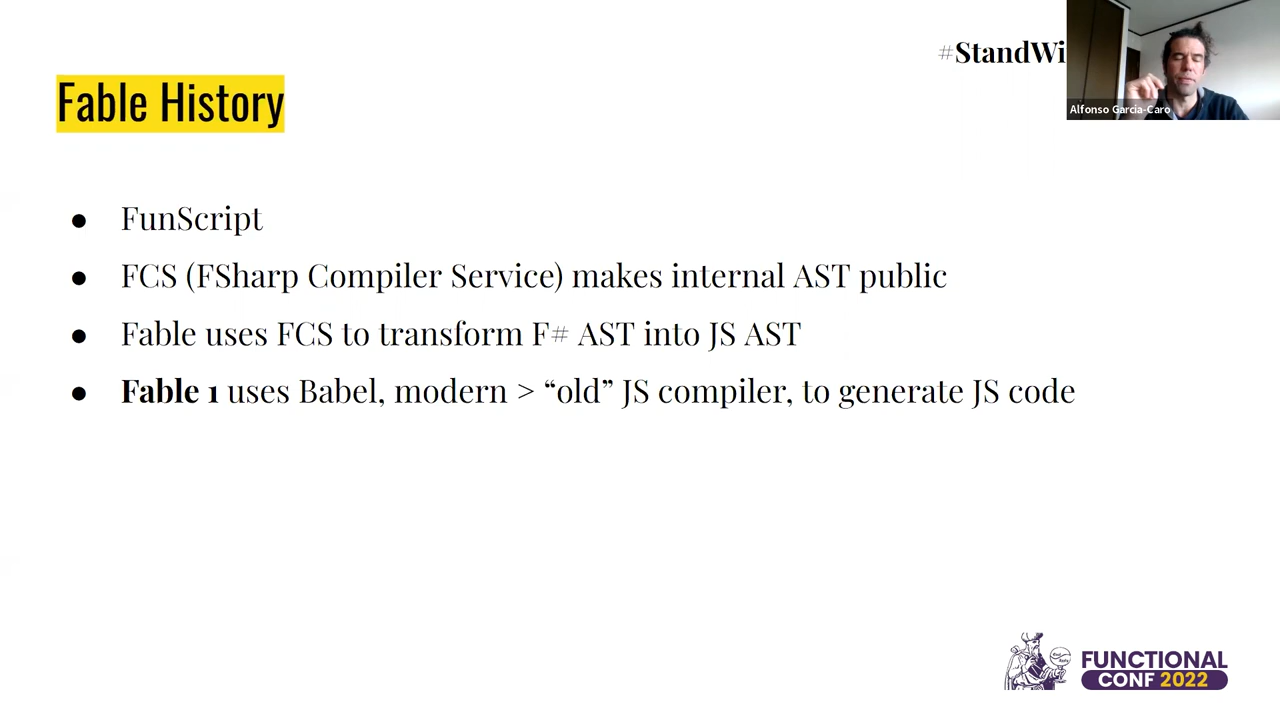 #StandWi
Alfonso Garcia-Caro
Fable History
● FunScript
● FCS (FSharp Compiler Service) makes internal AST public
● Fable uses FCS to transform F# AST into JS AST
● Fable 1 uses Babel, modern > “old” JS compiler, to generate JS code
FUNCTIONAL
CONF 2022